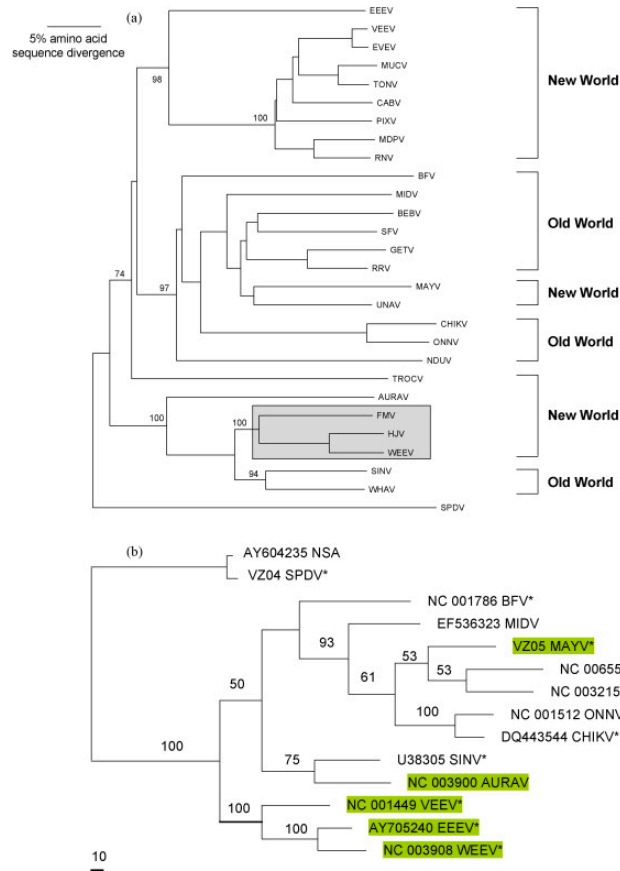 (a)
5% amino acid
sequence divergence
EEEV
VEEV
EVEV
MUCV
TONV
CABV
PIXV
MDPV
RNV
98
100
New World
BFV
MIDV
BEBV
SFV
GETV
RRV
Old World
74
97
MAYV
UNAV
New World
CHIKV
ONNV
NDUV
Old World
TROCV
AURAV
FMV
HJV
WEEV
100
100
New World
SINV
WHAV
94
Old World
SPDV
(b)
AY604235 NSA
VZ04 SPDV*
NC 001786 BFV*
EF536323 MIDV
93
VZ05 MAYV*
53
61
53
NC 00655
NC 003215
50
100
NC 001512 ONNV
DQ443544 CHIKV*
100
75
U38305 SINV*
NC 003900 AURAV
NC 001449 VEEV*
100
AY705240 EEEV*
100
NC 003908 WEEV*
10